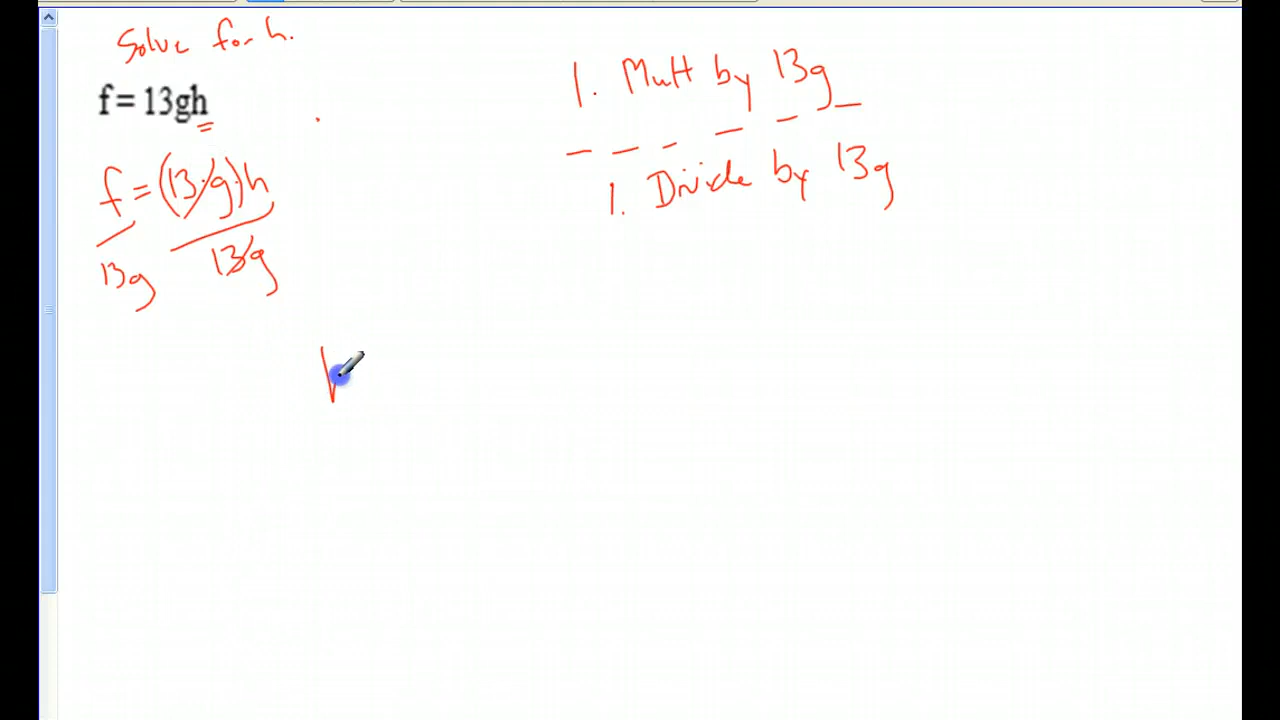 Solve for h.
f = 13gh
f = (13·g)·h
13g 13g
1. Mult by 13g
1. Divide by 13g